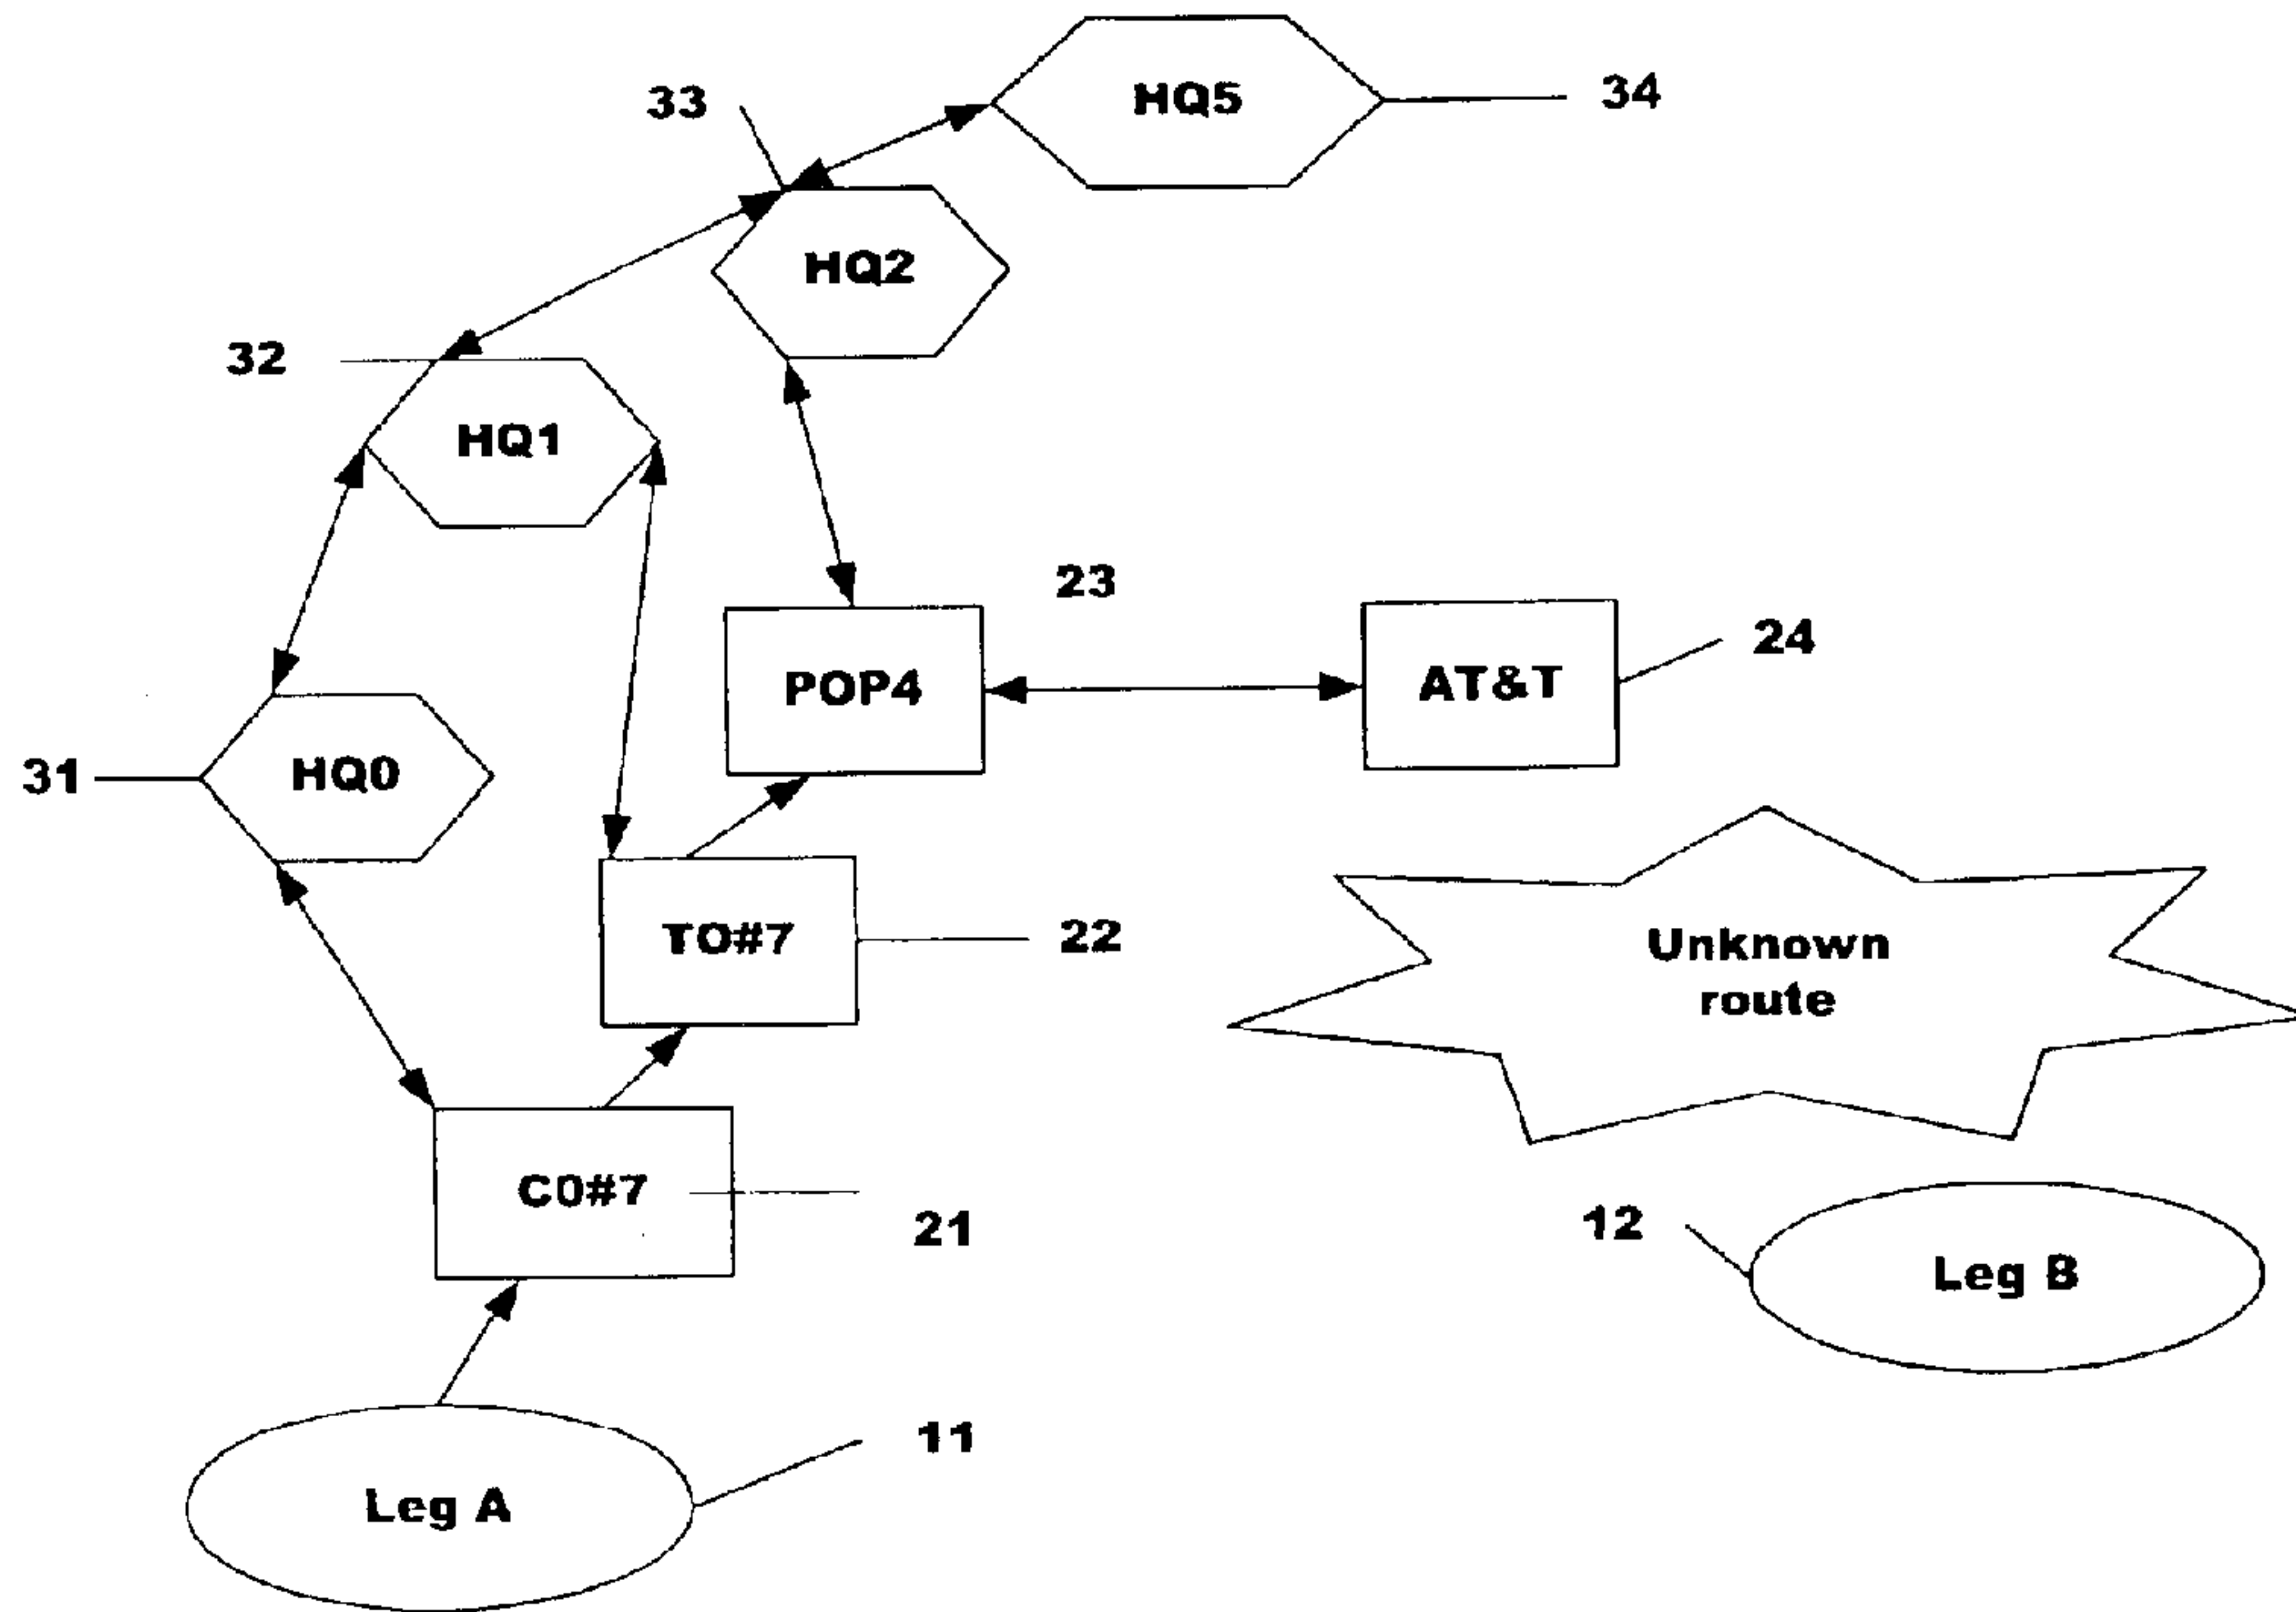 HQ5
34
33
HQ2
32
HQ1
23
POP4
AT&T
24
HQ0
31
TO#7
22
Unknown
route
C0#7
21
12
Leg B
11
Leg A